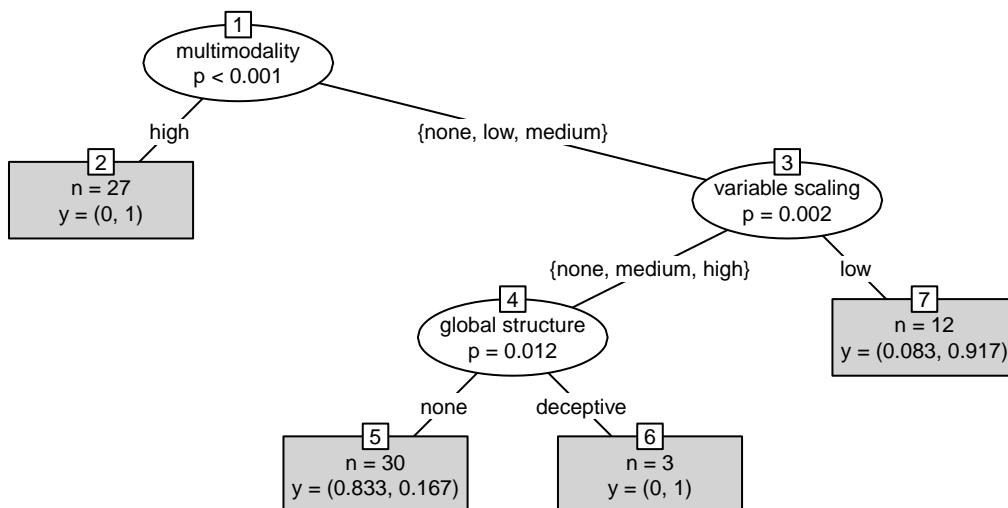 1
multimodality
p < 0.001
high
{none, low, medium}
2
n = 27
y = (0, 1)
3
variable scaling
p = 0.002
{none, medium, high}
low
4
global structure
p = 0.012
7
n = 12
y = (0.083, 0.917)
none
deceptive
5
n = 30
y = (0.833, 0.167)
6
n = 3
y = (0, 1)